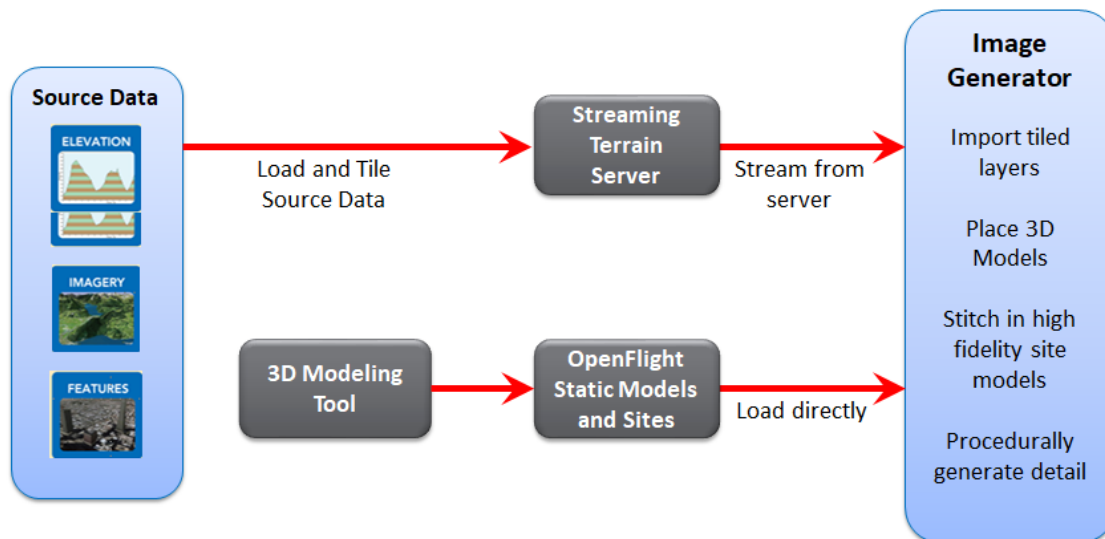 Source Data
ELEVATION
IMAGERY
FEATURES
Load and Tile
Source Data
Streaming
Terrain
Server
Stream from
server
3D Modeling
Tool
OpenFlight
Static Models
and Sites
Load directly
Image
Generator
Import tiled
layers
Place 3D
Models
Stitch in high
fidelity site
models
Procedurally
generate detail